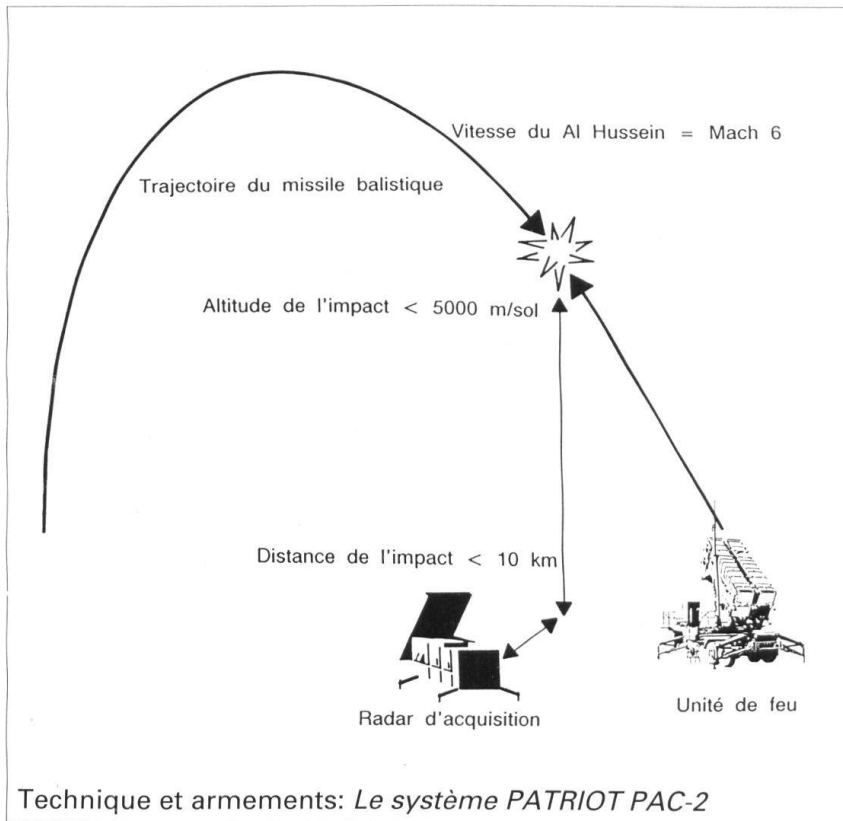 Vitesse du Al Hussein = Mach 6
Trajectoire du missile balistique
Altitude de l'impact < 5000 m/sol
Distance de l'impact < 10 km
Radar d'acquisition
Unité de feu
Technique et armements: Le système PATRIOT PAC-2